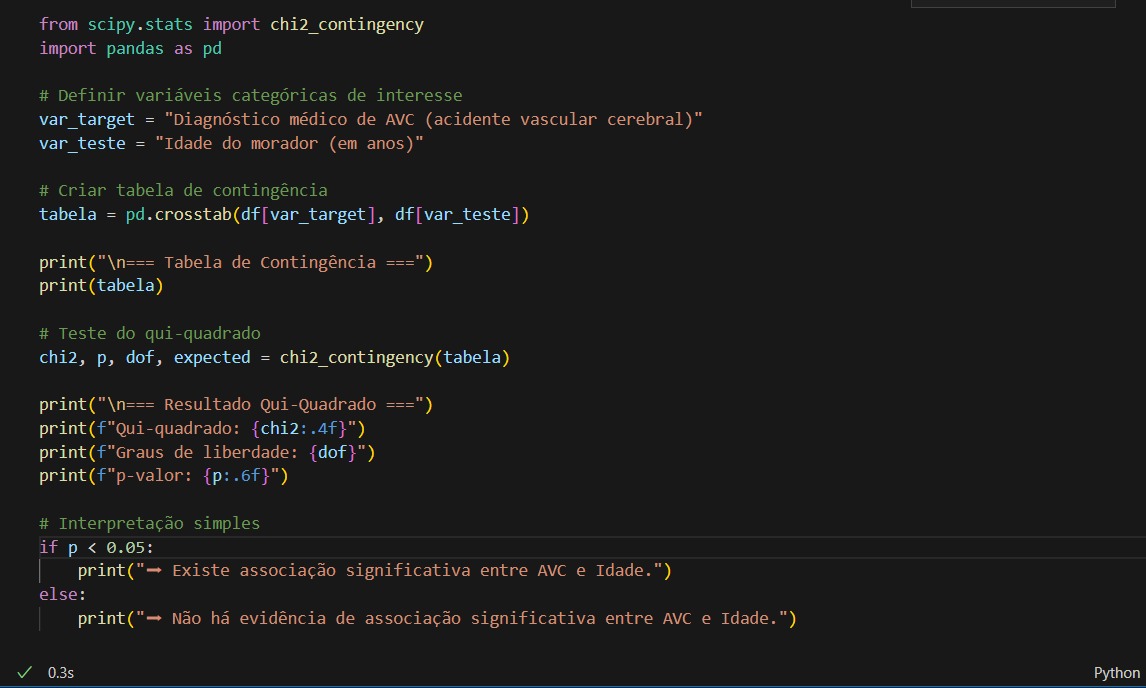 from scipy.stats import chi2_contingency
import pandas as pd
# Definir variáveis categóricas de interesse
var_target = "Diagnóstico médico de AVC (acidente vascular cerebral)"
var_teste = "Idade do morador (em anos)"
# Criar tabela de contingência
tabela = pd.crosstab(df[var_target], df[var_teste])
print("\n=== Tabela de Contingência ===")
print(tabela)
# Teste do qui-quadrado
chi2, p, dof, expected = chi2_contingency(tabela)
print("\n=== Resultado Qui-Quadrado ===")
print(f"Qui-quadrado: {chi2:.4f}")
print(f"Graus de liberdade: {dof}")
print(f"p-valor: {p:.6f}")
# Interpretação simples
if p < 0.05:
    print("➡ Existe associação significativa entre AVC e Idade.")
else:
    print("➡ Não há evidência de associação significativa entre AVC e Idade.")
✓ 0.3s
Python